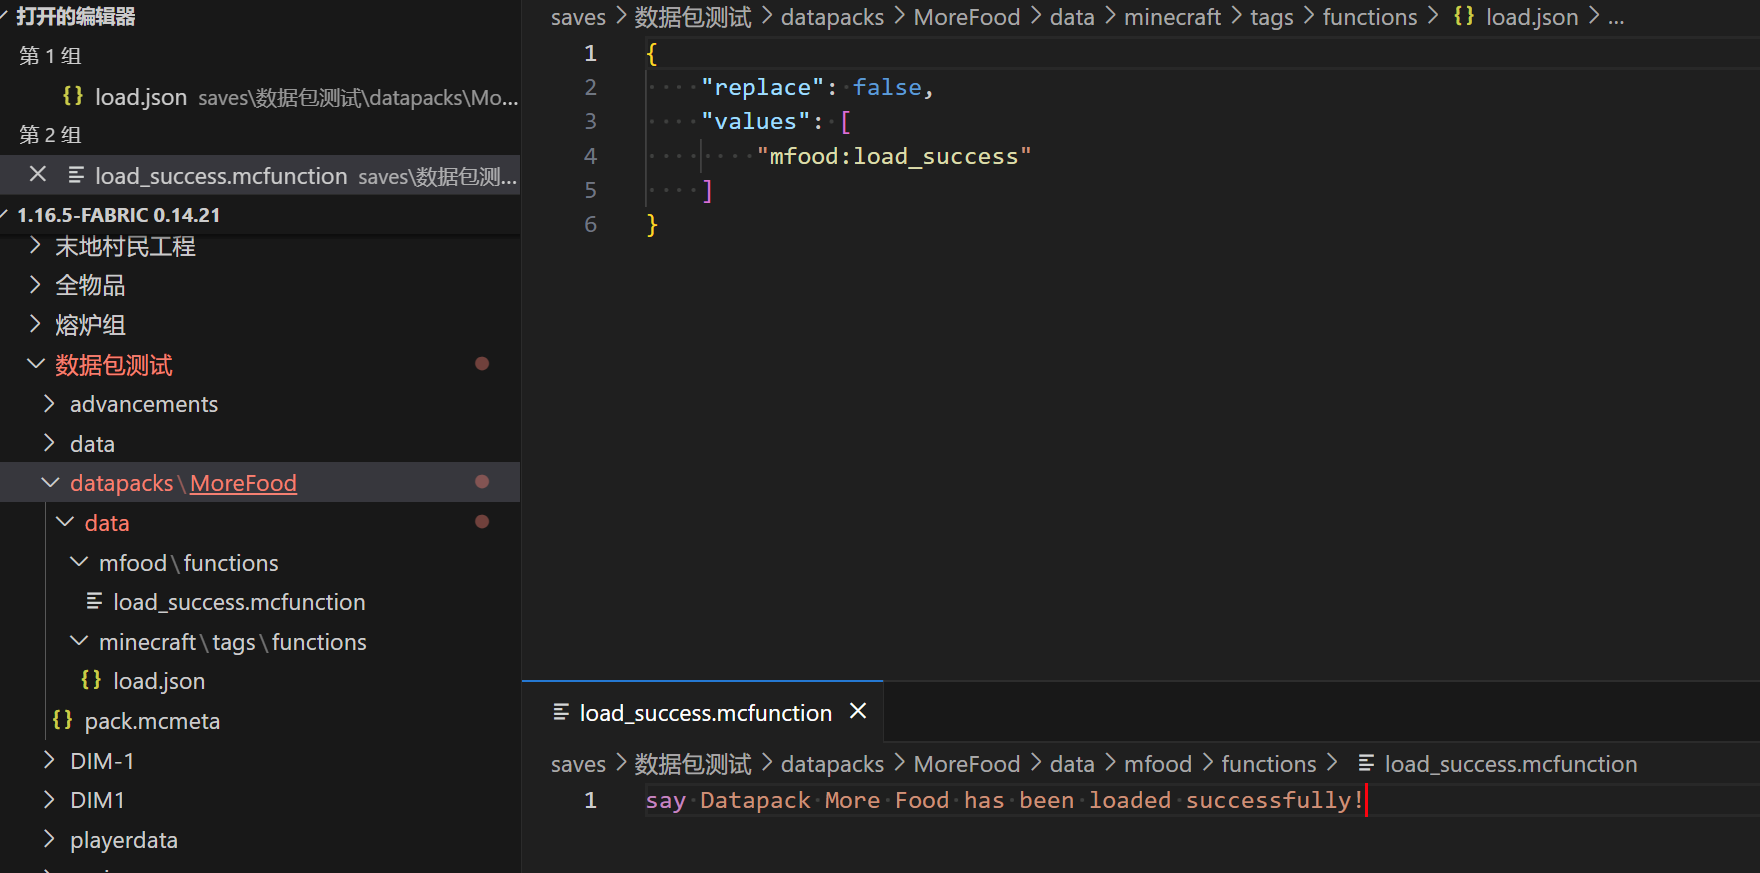 打开的编辑器
第 1 组
{} load.json saves\数据包测试\datapacks\Mo...
第 2 组
load_success.mcfunction saves\数据包测...
1.16.5-FABRIC 0.14.21
末地村民工程
全物品
熔炉组
数据包测试
advancements
data
datapacks\MoreFood
data
mfood\functions
load_success.mcfunction
minecraft\tags\functions
{} load.json
{} pack.mcmeta
DIM-1
DIM1
playerdata
saves > 数据包测试 > datapacks > MoreFood > data > minecraft > tags > functions > {} load.json > ...
1 {
2 "replace": false,
3 "values": [
4 "mfood:load_success"
5 ]
6 }
load_success.mcfunction
saves > 数据包测试 > datapacks > MoreFood > data > mfood > functions > load_success.mcfunction
1 say Datapack More Food has been loaded successfully!